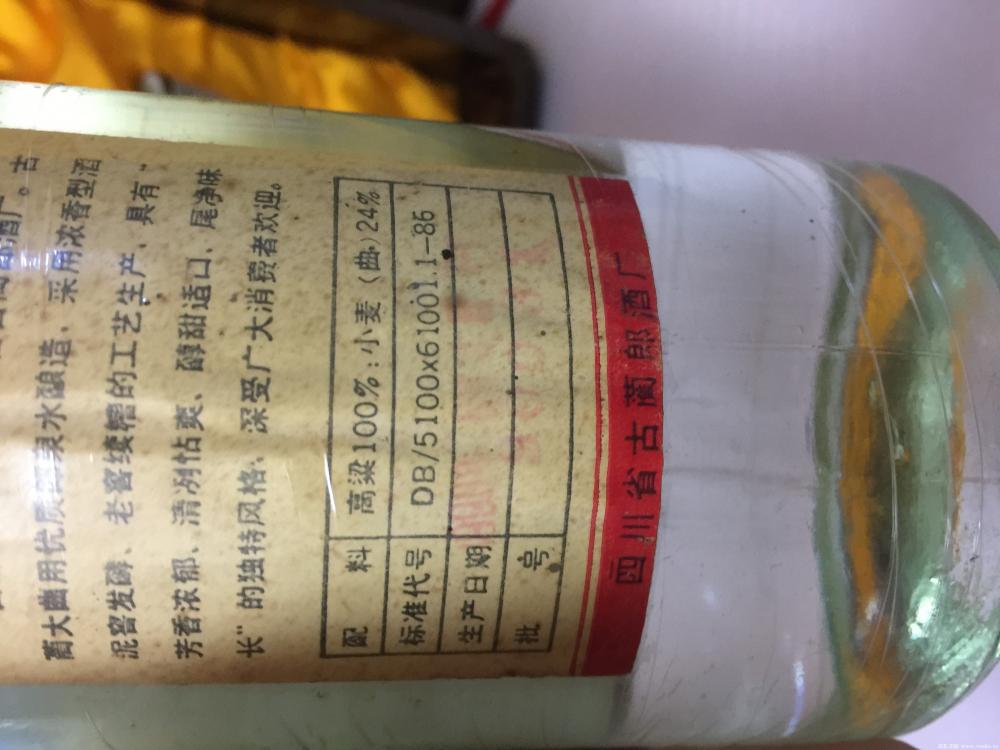 蔺大曲用优质郎泉水酿造、采用浓香型酒
泥窖发酵、老窖续糟的工艺生产、具有"
芳香浓郁、清冽怡爽、醇甜适口、尾净味
长"的独特风格、深受广大消费者欢迎。
配料 高粱100%:小麦(曲)24%
标准代号 DB/5100x61001.1-86
生产日期
批号
四川省古蔺郎酒厂